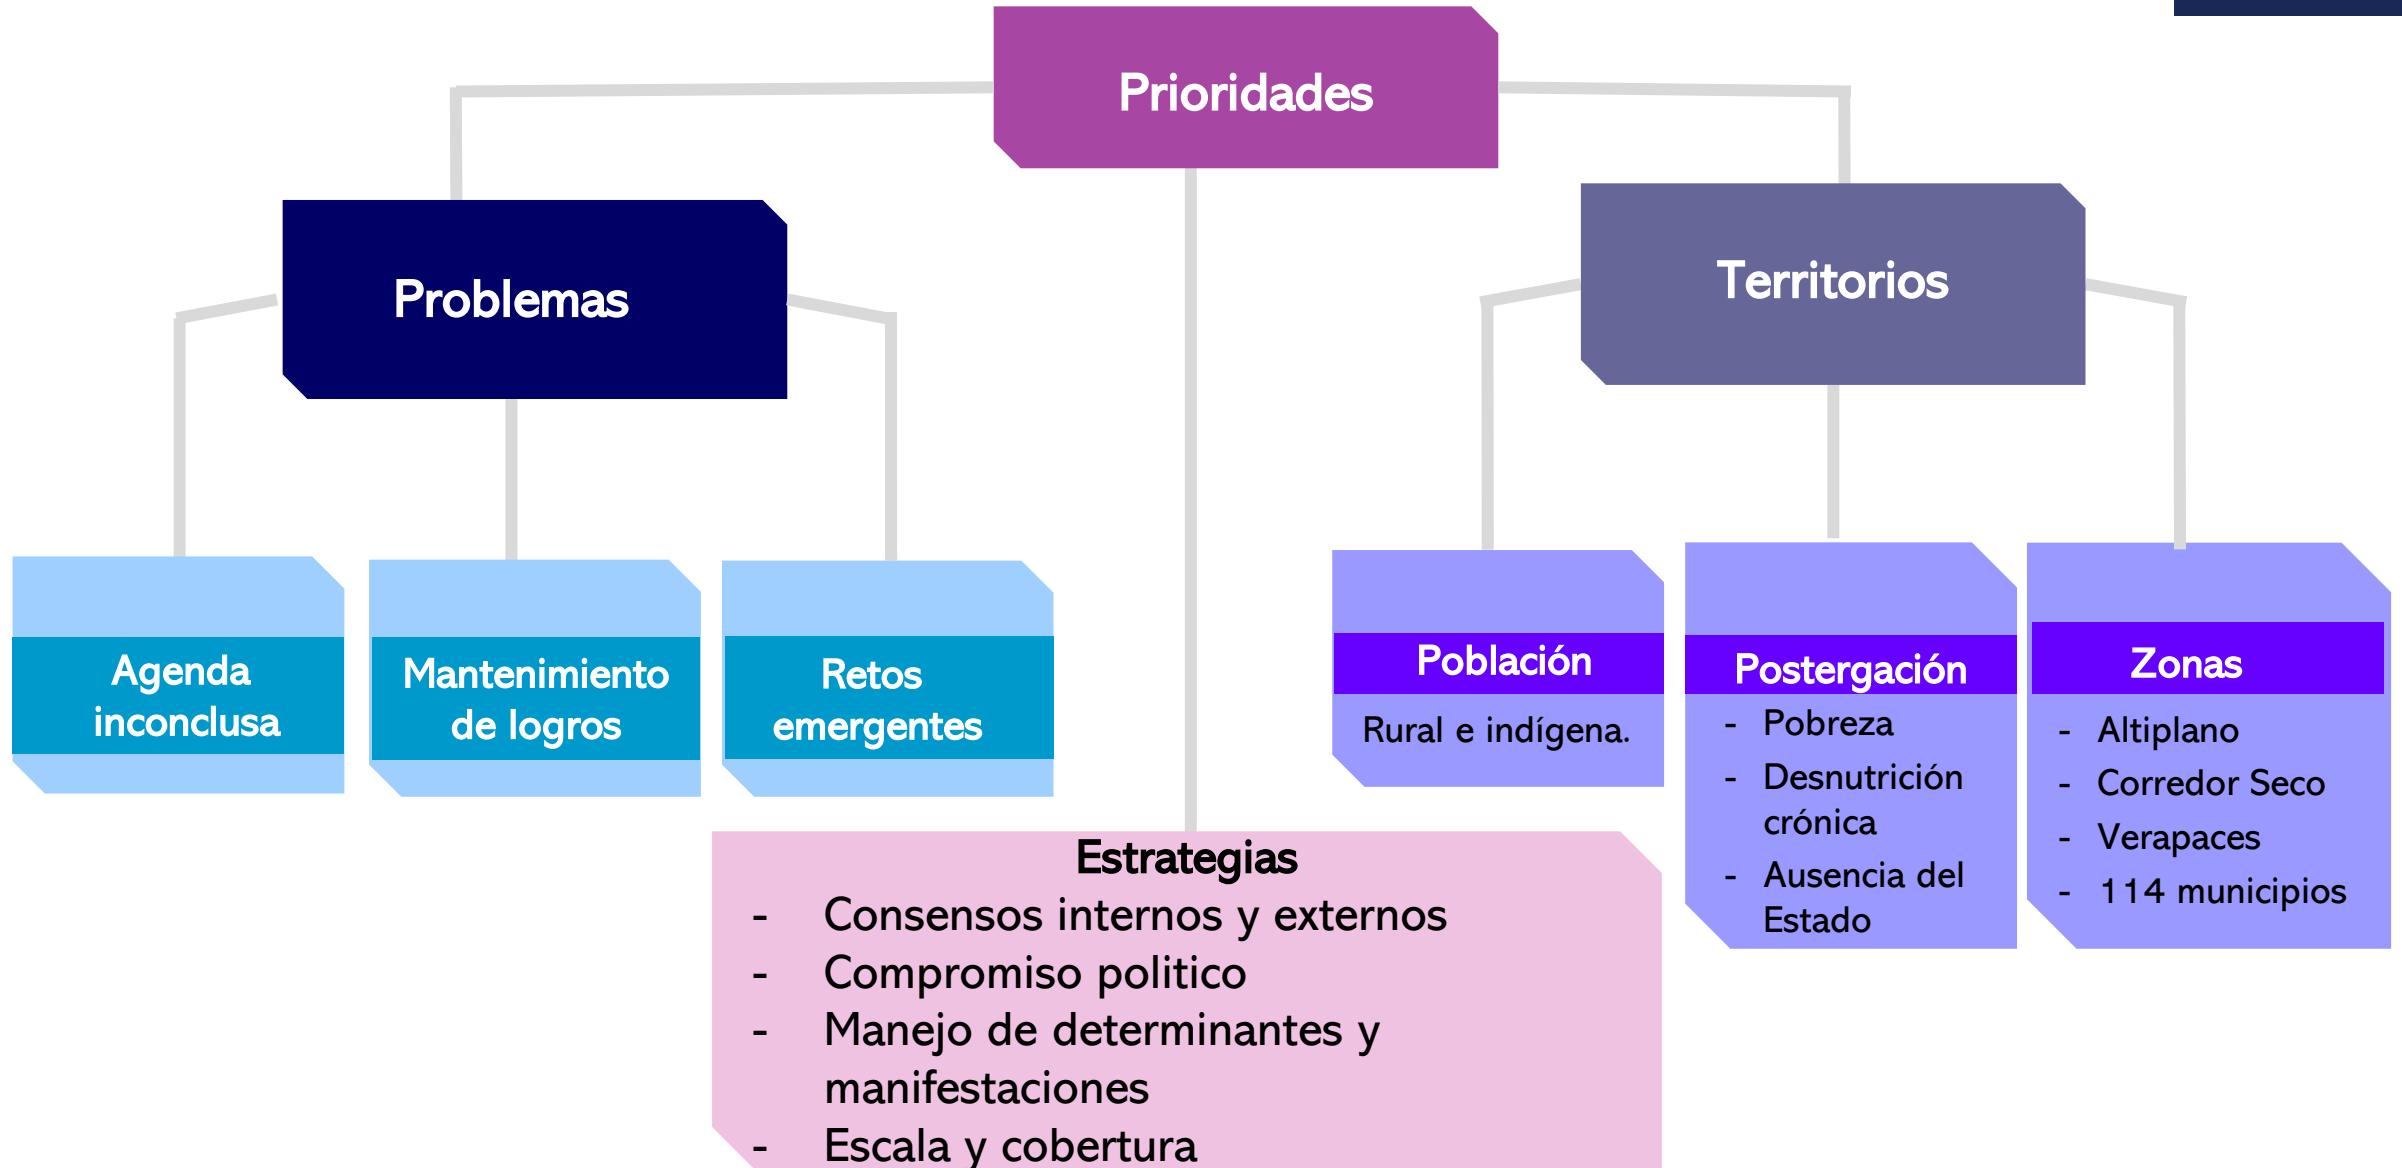 Prioridades
Problemas
Territorios
Agenda
inconclusa
Mantenimiento
de logros
Retos
emergentes
Población
Rural e indígena.
Postergación
- Pobreza
- Desnutrición
crónica
- Ausencia del
Estado
Zonas
- Altiplano
- Corredor Seco
- Verapaces
- 114 municipios
Estrategias
- Consensos internos y externos
- Compromiso politico
- Manejo de determinantes y
manifestaciones
- Escala y cobertura